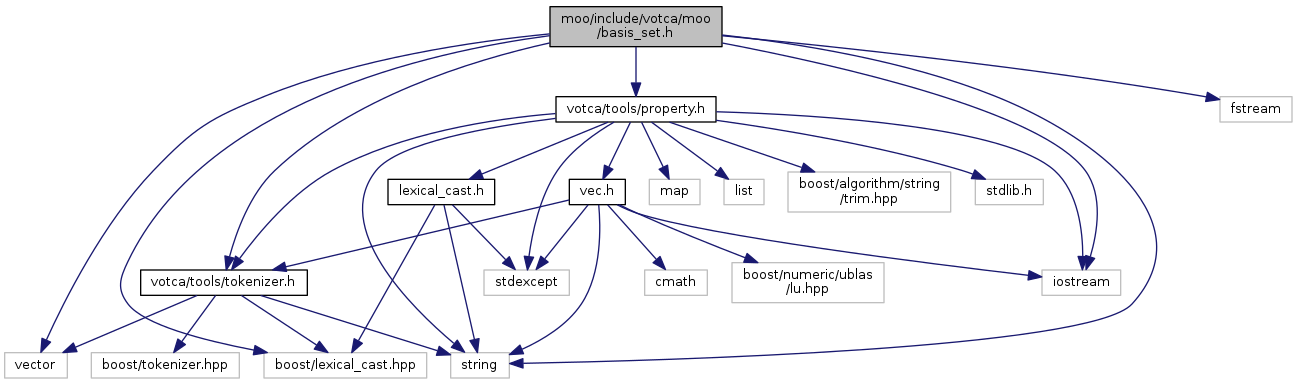 moo/include/votca/moo
/basis_set.h
votca/tools/property.h
fstream
lexical_cast.h
vec.h
map
list
boost/algorithm/string
/trim.hpp
stdlib.h
votca/tools/tokenizer.h
stdexcept
cmath
boost/numeric/ublas
/lu.hpp
iostream
vector
boost/tokenizer.hpp
boost/lexical_cast.hpp
string